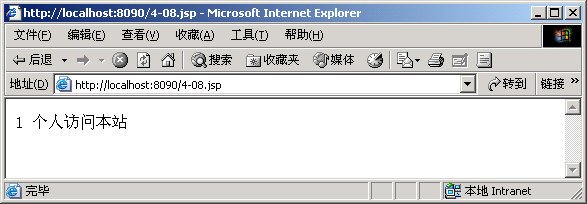 http://localhost:8090/4-08.jsp - Microsoft Internet Explorer
文件(F) 编辑(E) 查看(V) 收藏(A) 工具(T) 帮助(H)
后退 搜索 收藏夹 媒体
地址(D) http://localhost:8090/4-08.jsp 转到 链接 »
1 个人访问本站
完毕 本地 Intranet